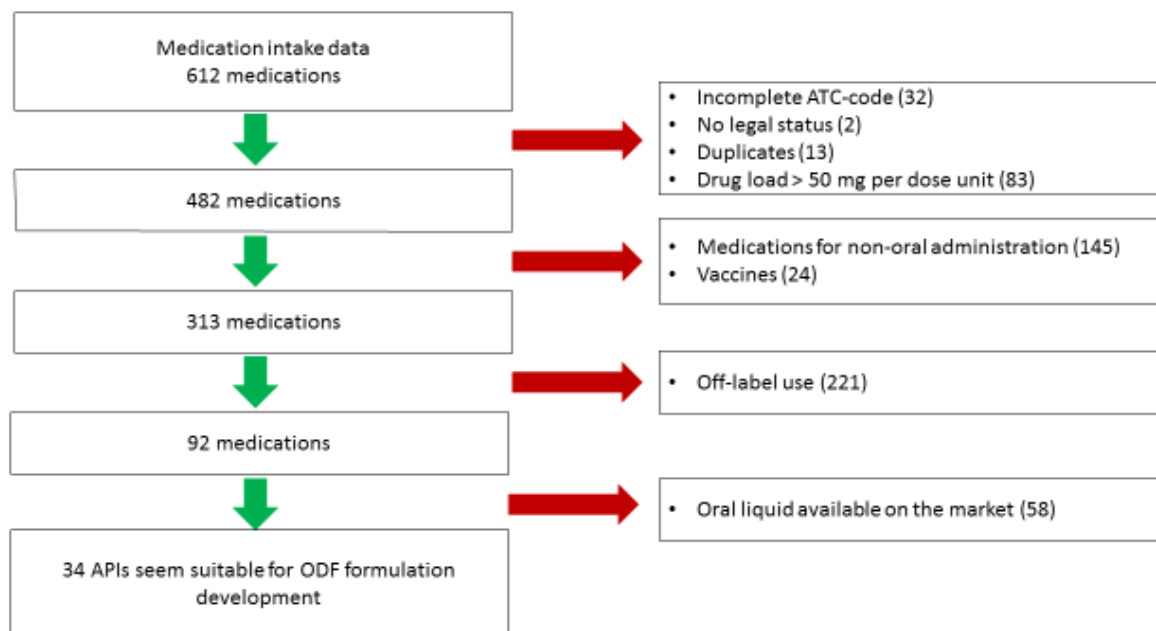 Medication intake data
612 medications
• Incomplete ATC-code (32)
• No legal status (2)
• Duplicates (13)
• Drug load > 50 mg per dose unit (83)
482 medications
• Medications for non-oral administration (145)
• Vaccines (24)
313 medications
• Off-label use (221)
92 medications
• Oral liquid available on the market (58)
34 APIs seem suitable for ODF formulation
development